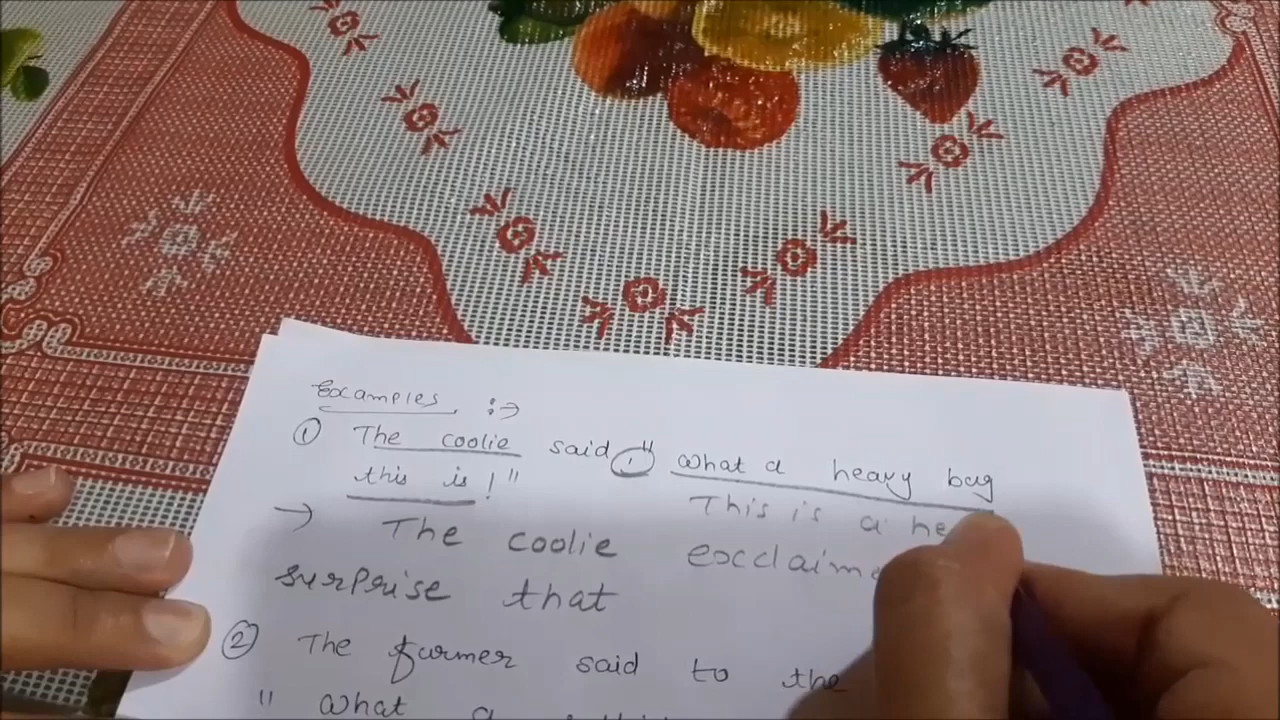 Examples :→
① The coolie said, " What a heavy bag
this is ! "
This is a he
→ The coolie exclaime
surprise that
② The farmer said to the
" What a